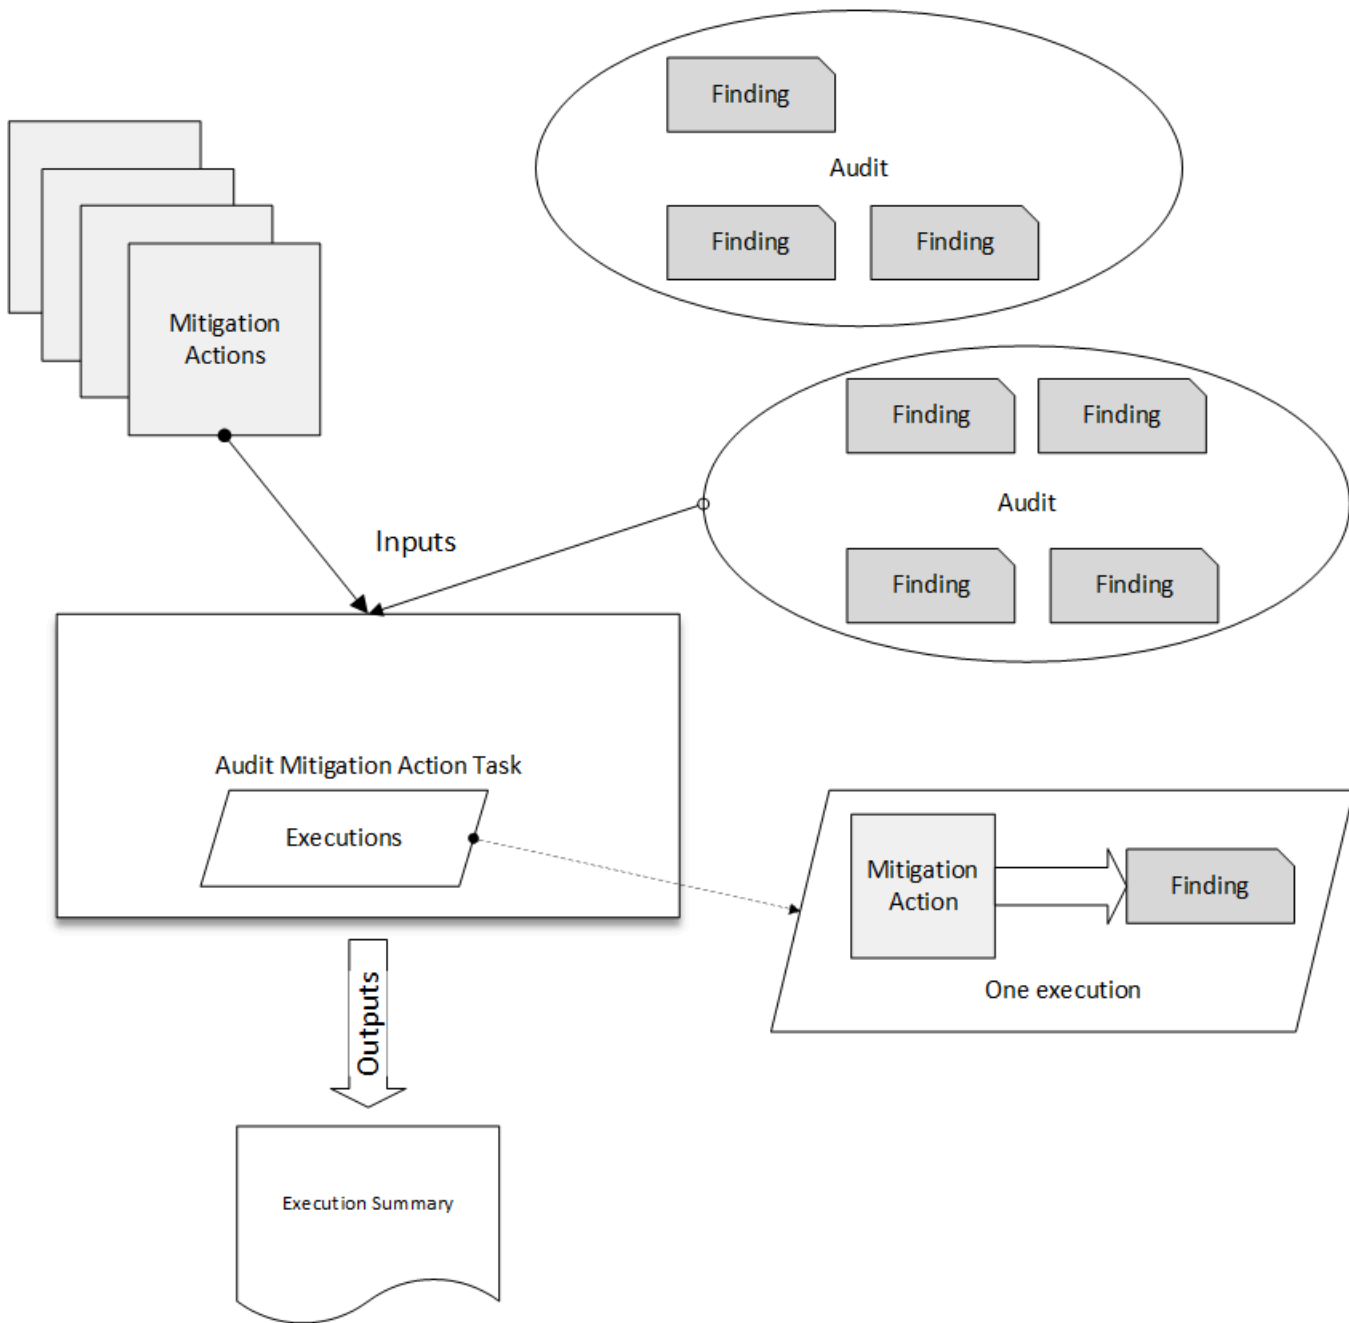 Finding
Audit
Finding
Finding
Mitigation
Actions
Finding
Finding
Audit
Finding
Finding
Inputs
Audit Mitigation Action Task
Executions
Mitigation
Action
Finding
One execution
Outputs
Execution Summary